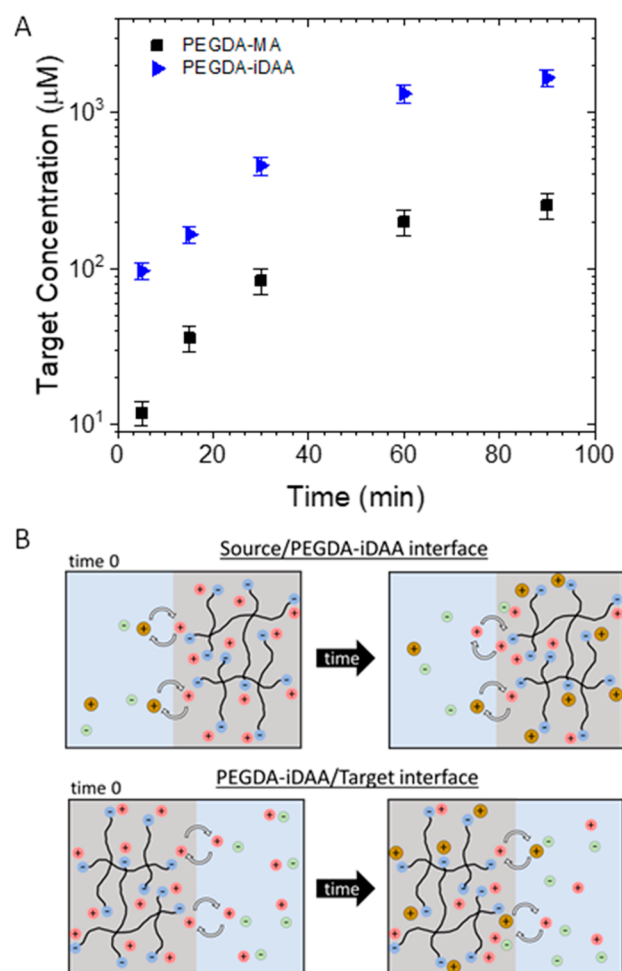 A
PEGDA-MA
PEGDA-iDAA
Target Concentration (μM)
10³
10²
10¹
0 20 40 60 80 100
Time (min)
B
Source/PEGDA-iDAA interface
time 0
time
PEGDA-iDAA/Target interface
time 0
time